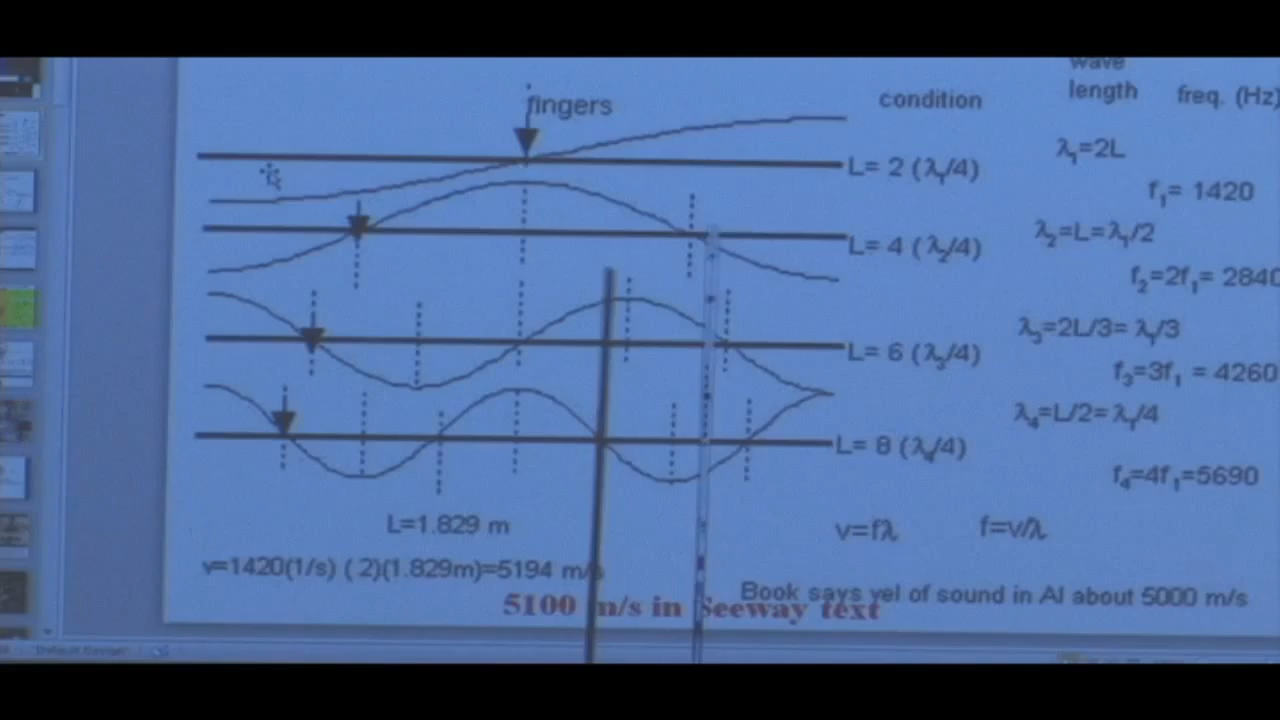 wave
fingers
condition
length
freq. (Hz)
L= 2 (λ₁/4)
λ₁=2L
f₁= 1420
L= 4 (λ₂/4)
λ₂=L=λ₁/2
f₂=2f₁= 2840
L= 6 (λ₃/4)
λ₃=2L/3= λ₁/3
f₃=3f₁ = 4260
L= 8 (λ₄/4)
λ₄=L/2=λ₁/4
f₄=4f₁=5690
L=1.829 m
v=fλ
f=v/λ
v=1420(1/s) ( 2)(1.829m)=5194 m/s
Book says vel of sound in Al about 5000 m/s
5100 m/s in Seeway text
"Default Design"